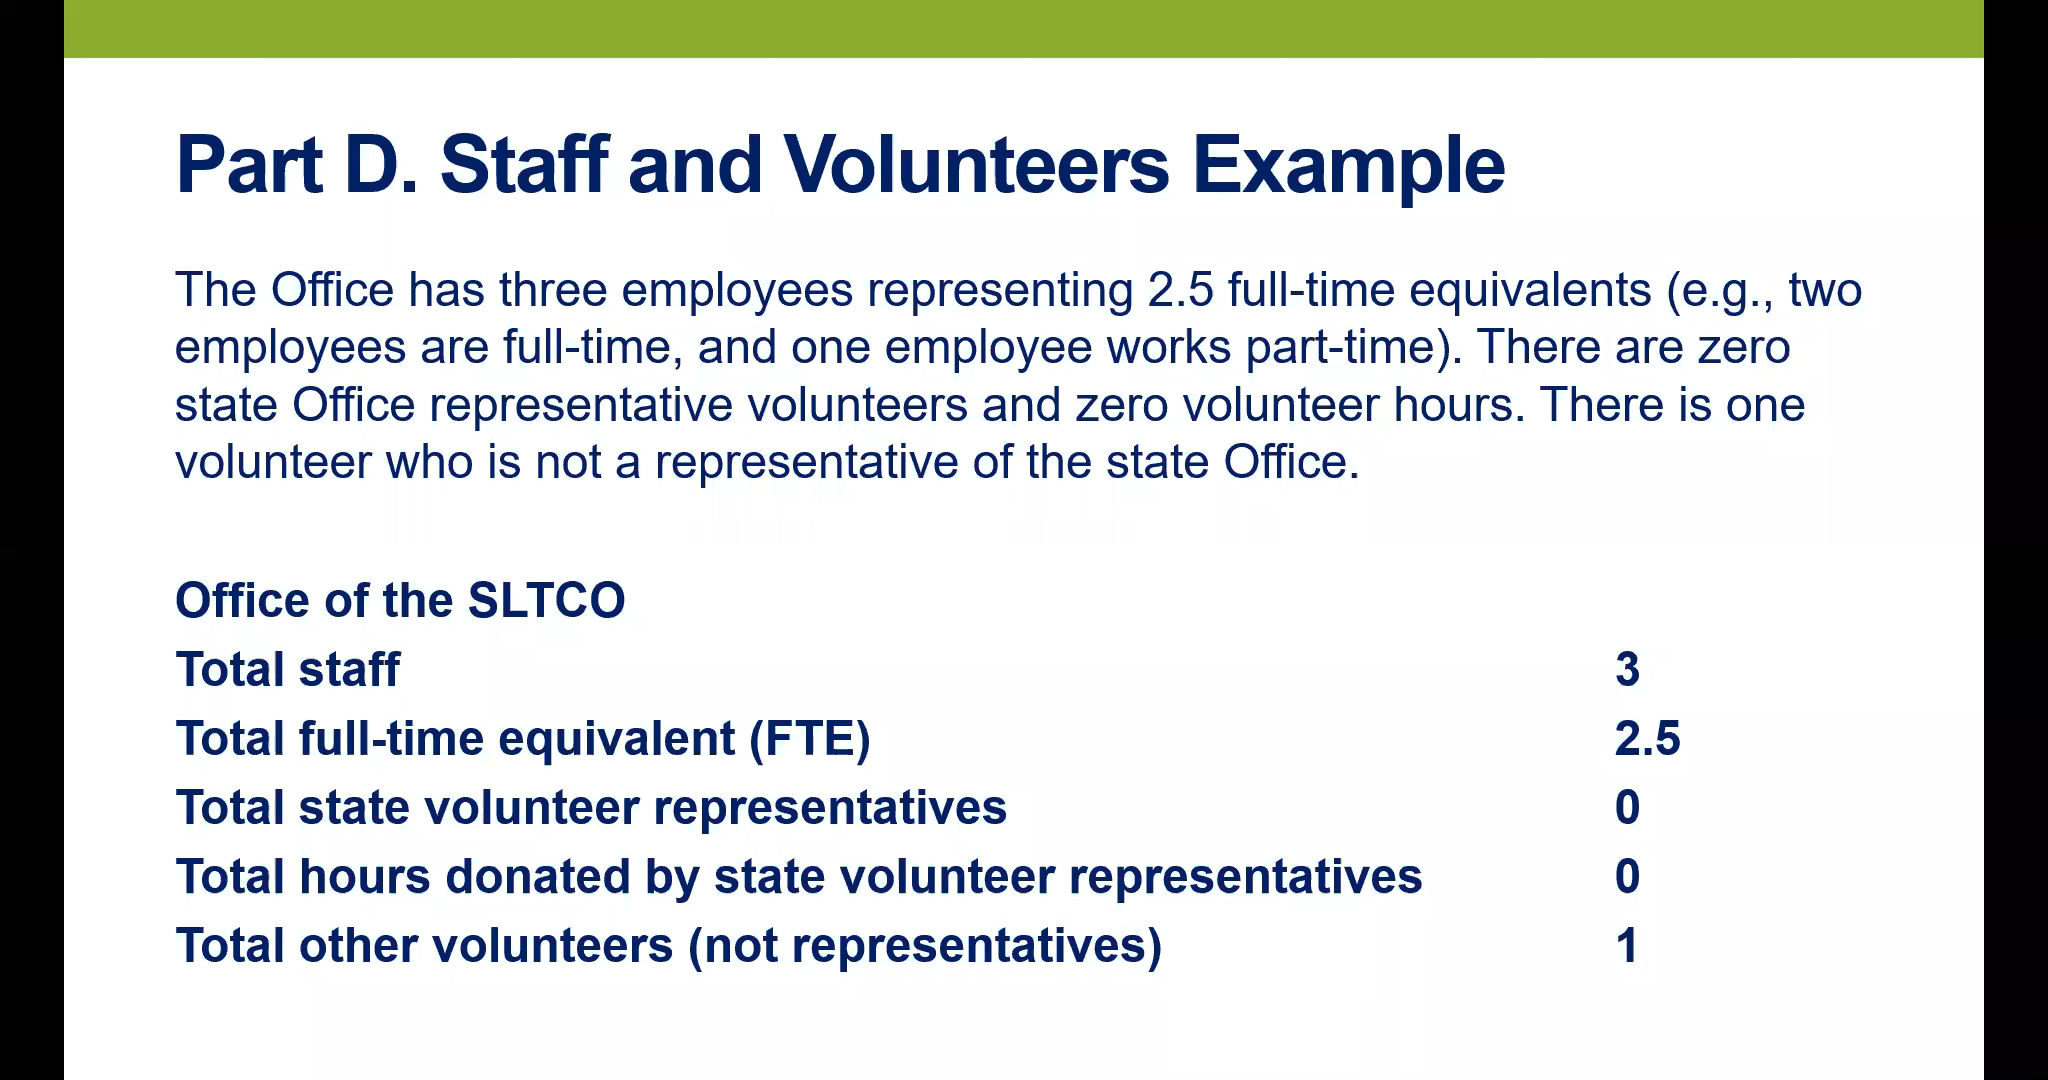 Part D. Staff and Volunteers Example
The Office has three employees representing 2.5 full-time equivalents (e.g., two
employees are full-time, and one employee works part-time). There are zero
state Office representative volunteers and zero volunteer hours. There is one
volunteer who is not a representative of the state Office.
Office of the SLTCO
Total staff 3
Total full-time equivalent (FTE) 2.5
Total state volunteer representatives 0
Total hours donated by state volunteer representatives 0
Total other volunteers (not representatives) 1